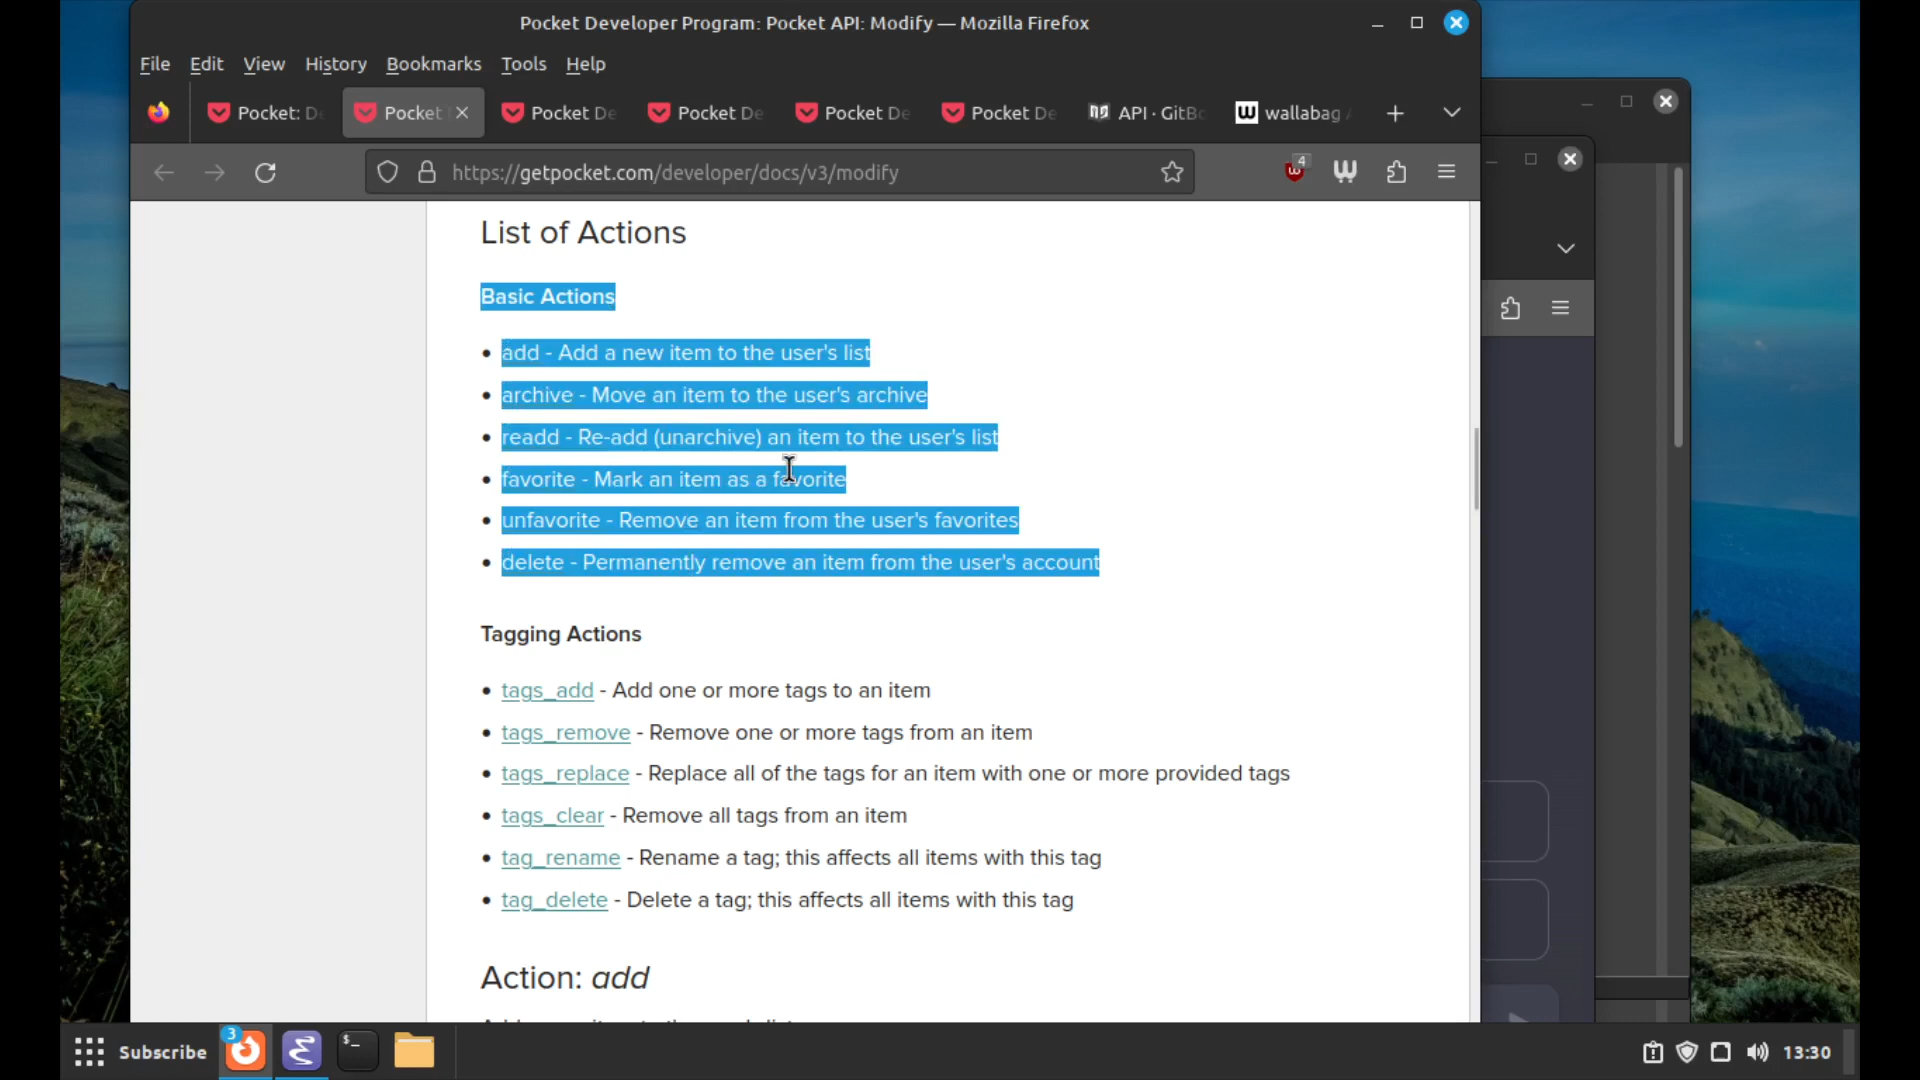 Pocket Developer Program: Pocket API: Modify — Mozilla Firefox
File Edit View History Bookmarks Tools Help
Pocket: De
Pocket
Pocket De
Pocket De
Pocket De
Pocket De
API · GitBo
wallabag
https://getpocket.com/developer/docs/v3/modify
4
List of Actions
Basic Actions
• add - Add a new item to the user's list
• archive - Move an item to the user's archive
• readd - Re-add (unarchive) an item to the user's list
• favorite - Mark an item as a favorite
• unfavorite - Remove an item from the user's favorites
• delete - Permanently remove an item from the user's account
Tagging Actions
• tags_add - Add one or more tags to an item
• tags_remove - Remove one or more tags from an item
• tags_replace - Replace all of the tags for an item with one or more provided tags
• tags_clear - Remove all tags from an item
• tag_rename - Rename a tag; this affects all items with this tag
• tag_delete - Delete a tag; this affects all items with this tag
Action: add
Subscribe
3
$_
13:30